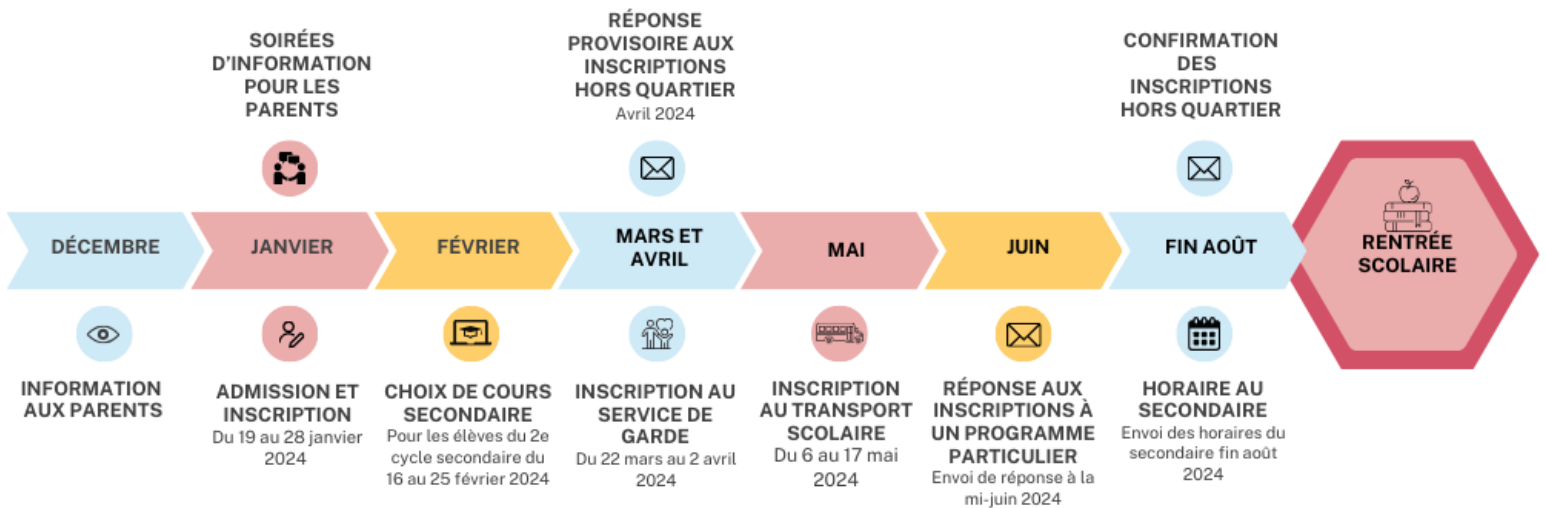 SOIRÉES
D'INFORMATION
POUR LES
PARENTS
RÉPONSE
PROVISOIRE AUX
INSCRIPTIONS
HORS QUARTIER
Avril 2024
CONFIRMATION
DES
INSCRIPTIONS
HORS QUARTIER
DÉCEMBRE
JANVIER
FÉVRIER
MARS ET
AVRIL
MAI
JUIN
FIN AOÛT
RENTRÉE
SCOLAIRE
INFORMATION
AUX PARENTS
ADMISSION ET
INSCRIPTION
Du 19 au 28 janvier
2024
CHOIX DE COURS
SECONDAIRE
Pour les élèves du 2e
cycle secondaire du
16 au 25 février 2024
INSCRIPTION AU
SERVICE DE
GARDE
Du 22 mars au 2 avril
2024
INSCRIPTION
AU TRANSPORT
SCOLAIRE
Du 6 au 17 mai
2024
RÉPONSE AUX
INSCRIPTIONS À
UN PROGRAMME
PARTICULIER
Envoi de réponse à la
mi-juin 2024
HORAIRE AU
SECONDAIRE
Envoi des horaires du
secondaire fin août
2024